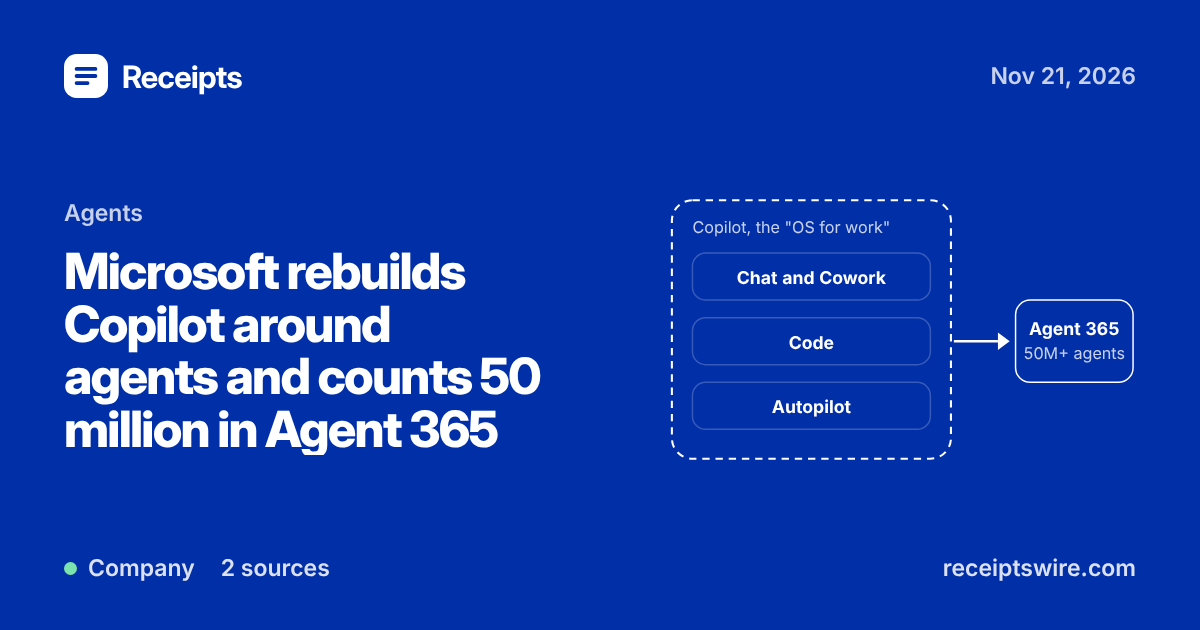 Receipts
Nov 21, 2026
Agents
Microsoft rebuilds
Copilot around
agents and counts 50
million in Agent 365
Copilot, the "OS for work"
Chat and Cowork
Code
Autopilot
Agent 365
50M+ agents
Company
2 sources
receiptswire.com